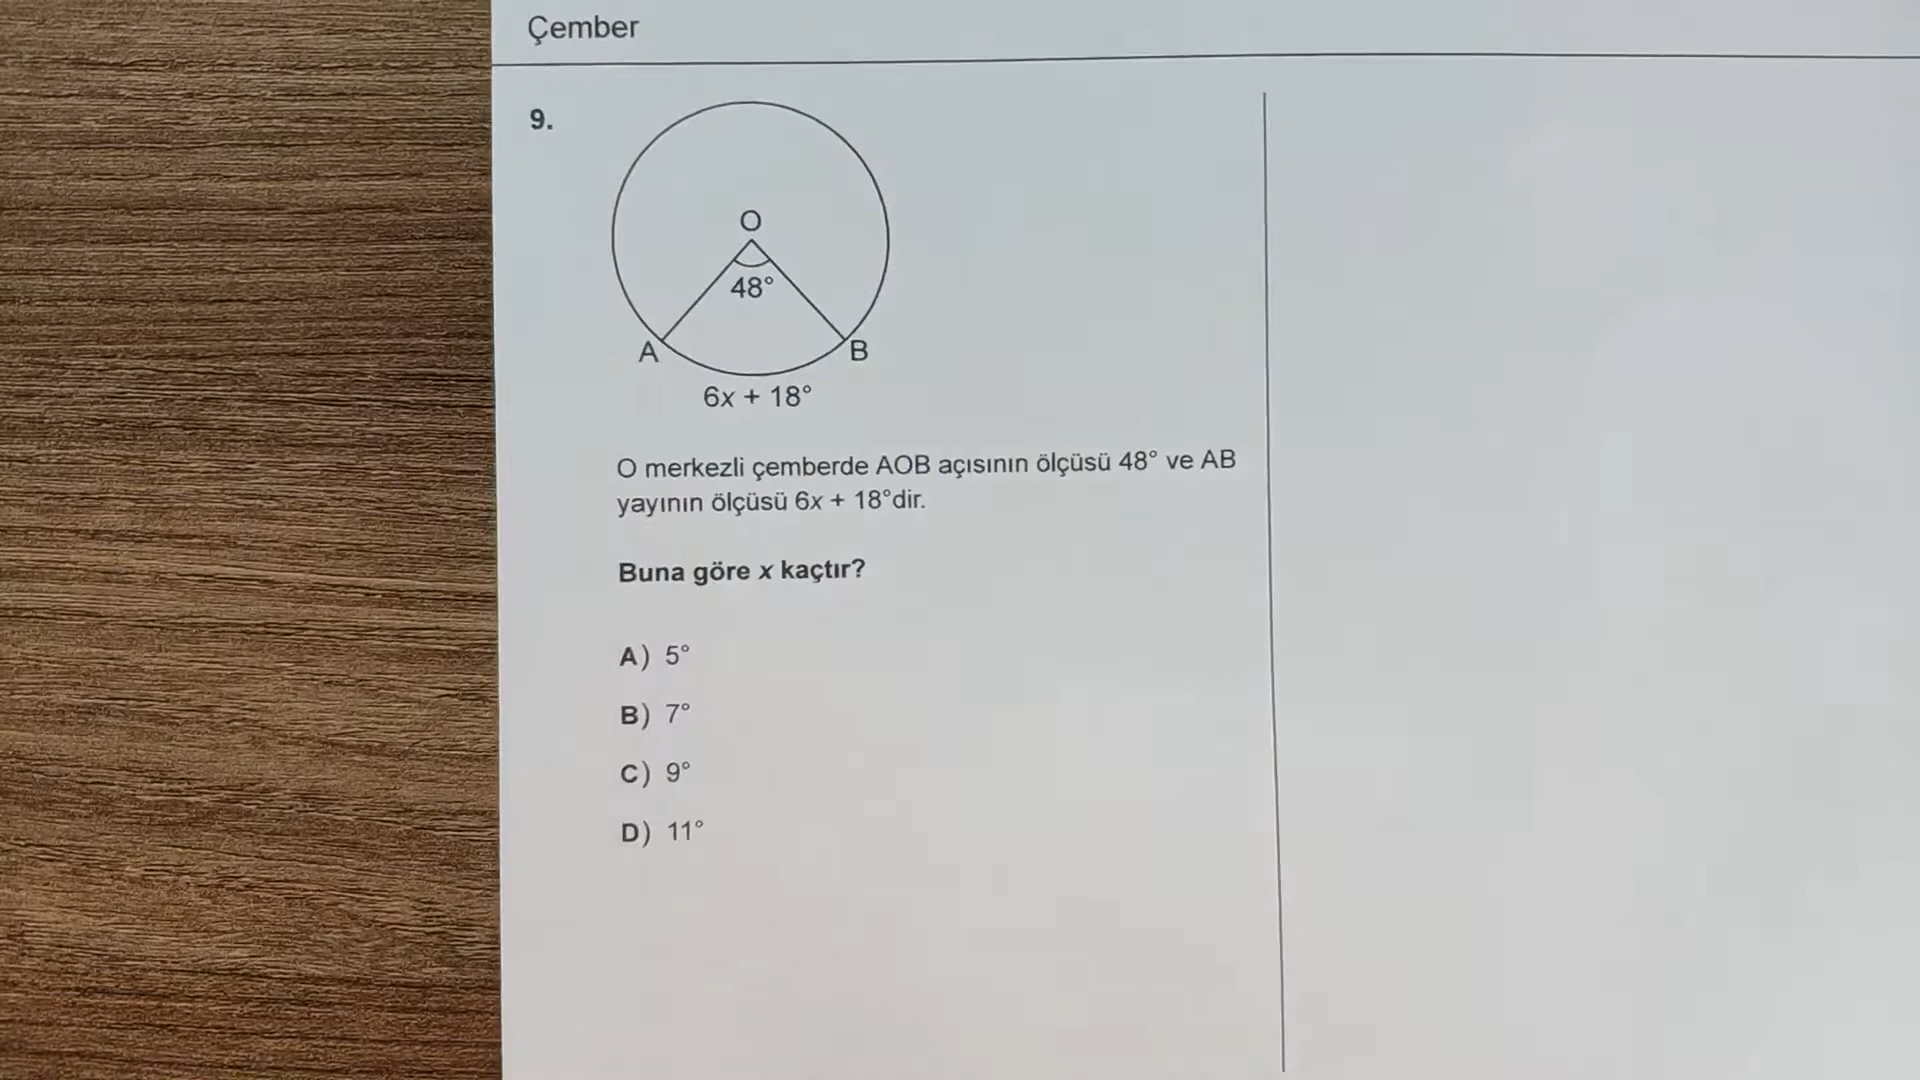 Çember
9.
O
48°
A
B
6x + 18°
O merkezli çemberde AOB açısının ölçüsü 48° ve AB
yayının ölçüsü 6x + 18°dir.
Buna göre x kaçtır?
A) 5°
B) 7°
C) 9°
D) 11°